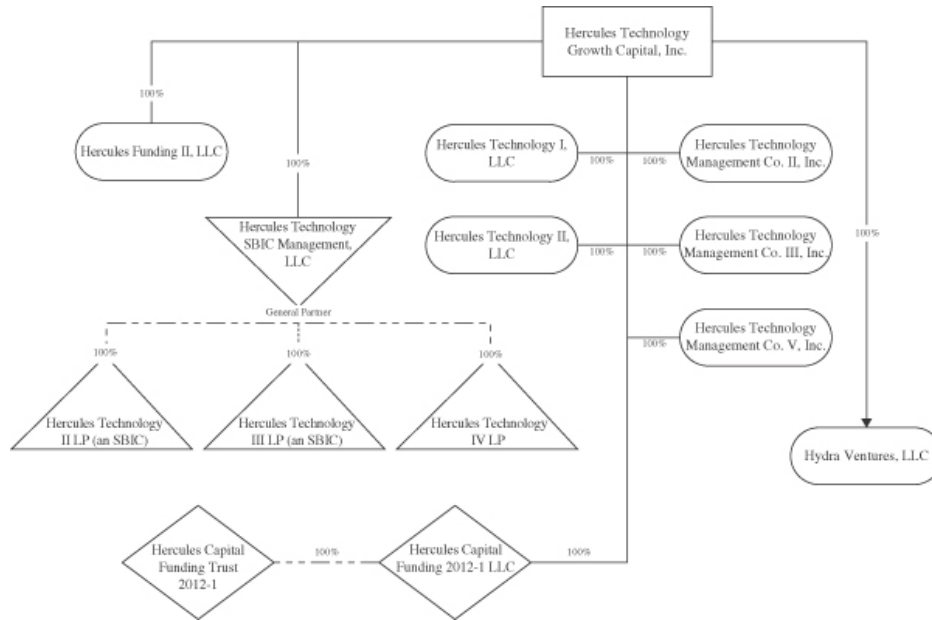 Hercules Technology
Growth Capital, Inc.
100%
Hercules Funding II, LLC
100%
Hercules Technology I,
LLC
100%
100%
Hercules Technology
Management Co. II, Inc.
Hercules Technology
SBIC Management,
LLC
Hercules Technology II,
LLC
100%
100%
Hercules Technology
Management Co. III, Inc.
100%
General Partner
100%
Hercules Technology
Management Co. V, Inc.
100%
100%
100%
Hercules Technology
II LP (an SBIC)
Hercules Technology
III LP (an SBIC)
Hercules Technology
IV LP
Hydra Ventures, LLC
Hercules Capital
Funding Trust
2012-1
100%
Hercules Capital
Funding 2012-1 LLC
100%